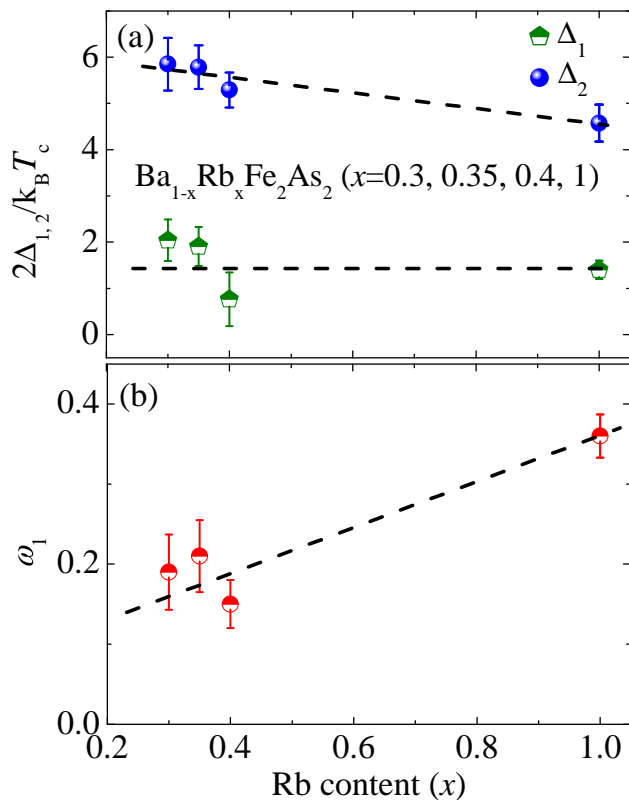 (a)
Δ₁
Δ₂
6
4
2
0
2Δ₁,₂/k_BT_c
Ba₁₋ₓRbₓFe₂As₂ (x=0.3, 0.35, 0.4, 1)
(b)
0.4
0.2
0.0
ω₁
0.2 0.4 0.6 0.8 1.0
Rb content (x)